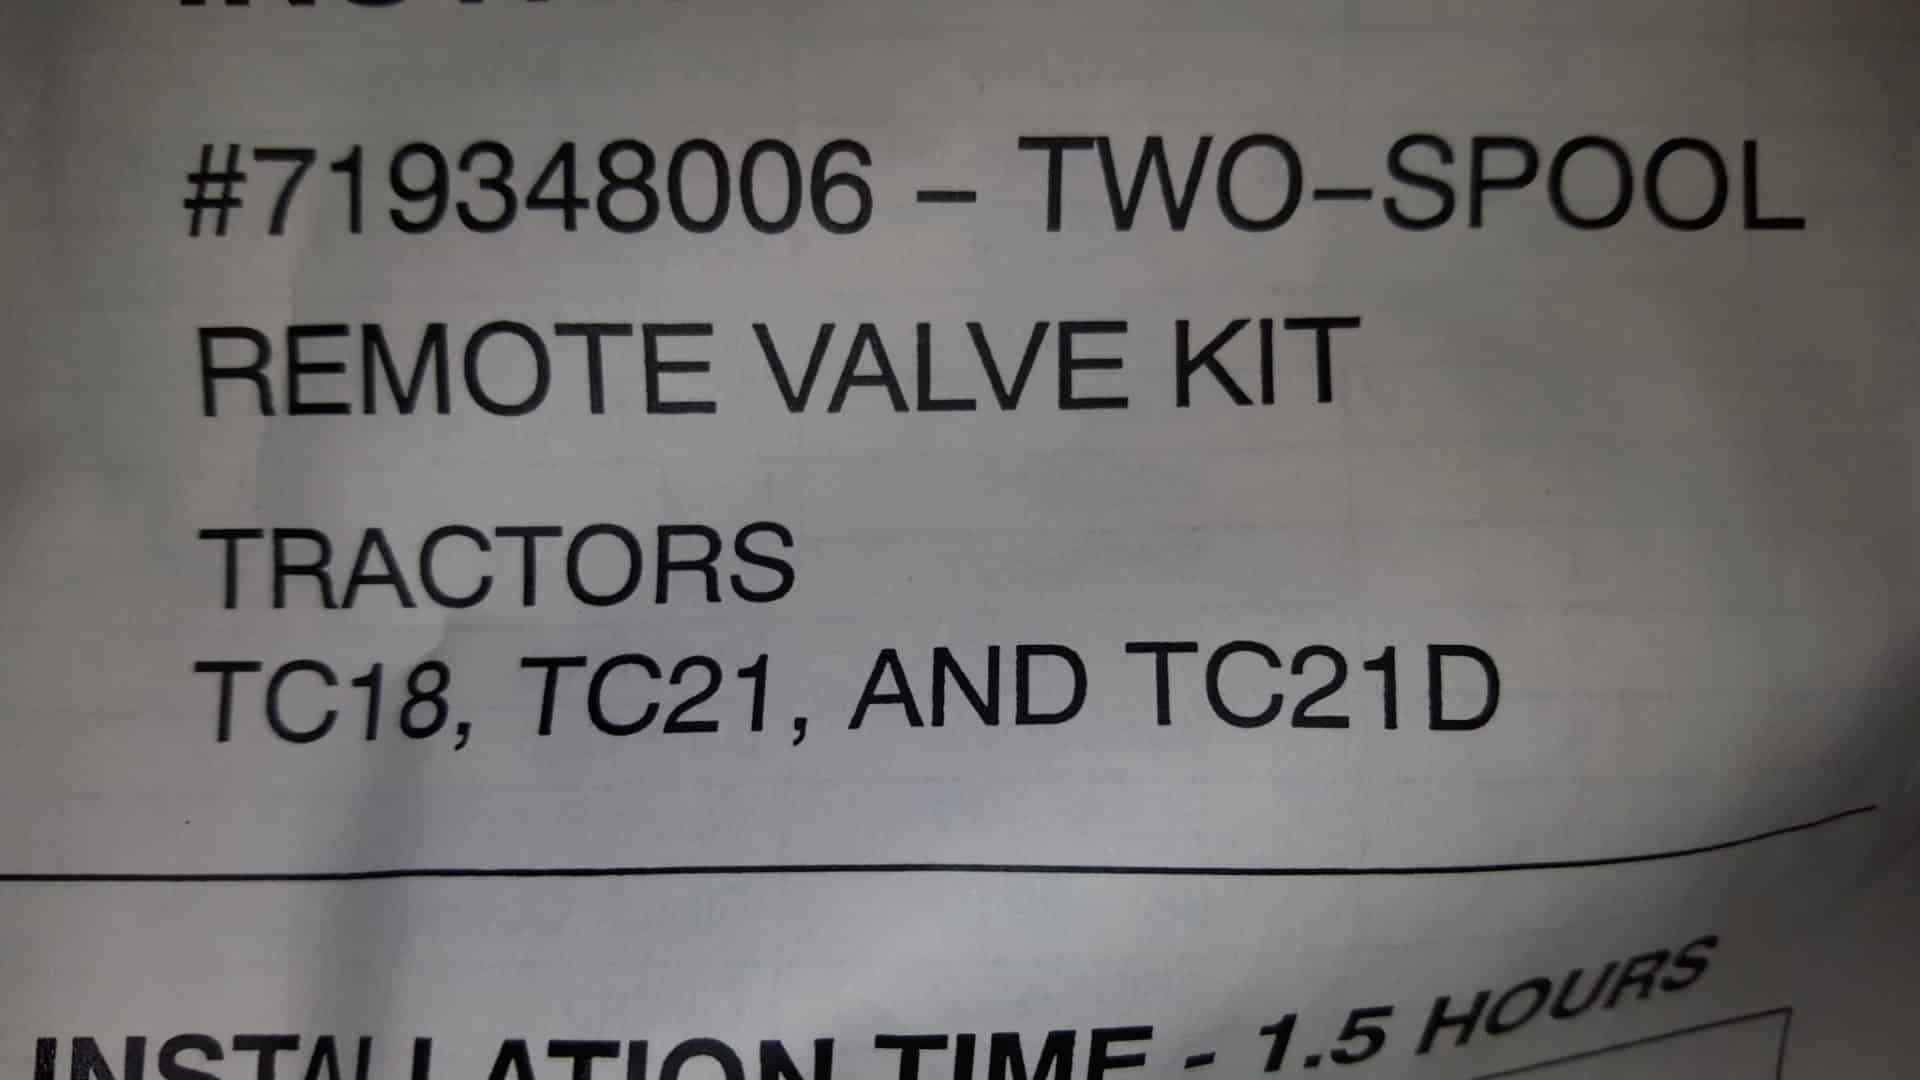 #719348006 – TWO–SPOOL
REMOTE VALVE KIT
TRACTORS
TC18, TC21, AND TC21D
INSTALLATION TIME - 1.5 HOURS